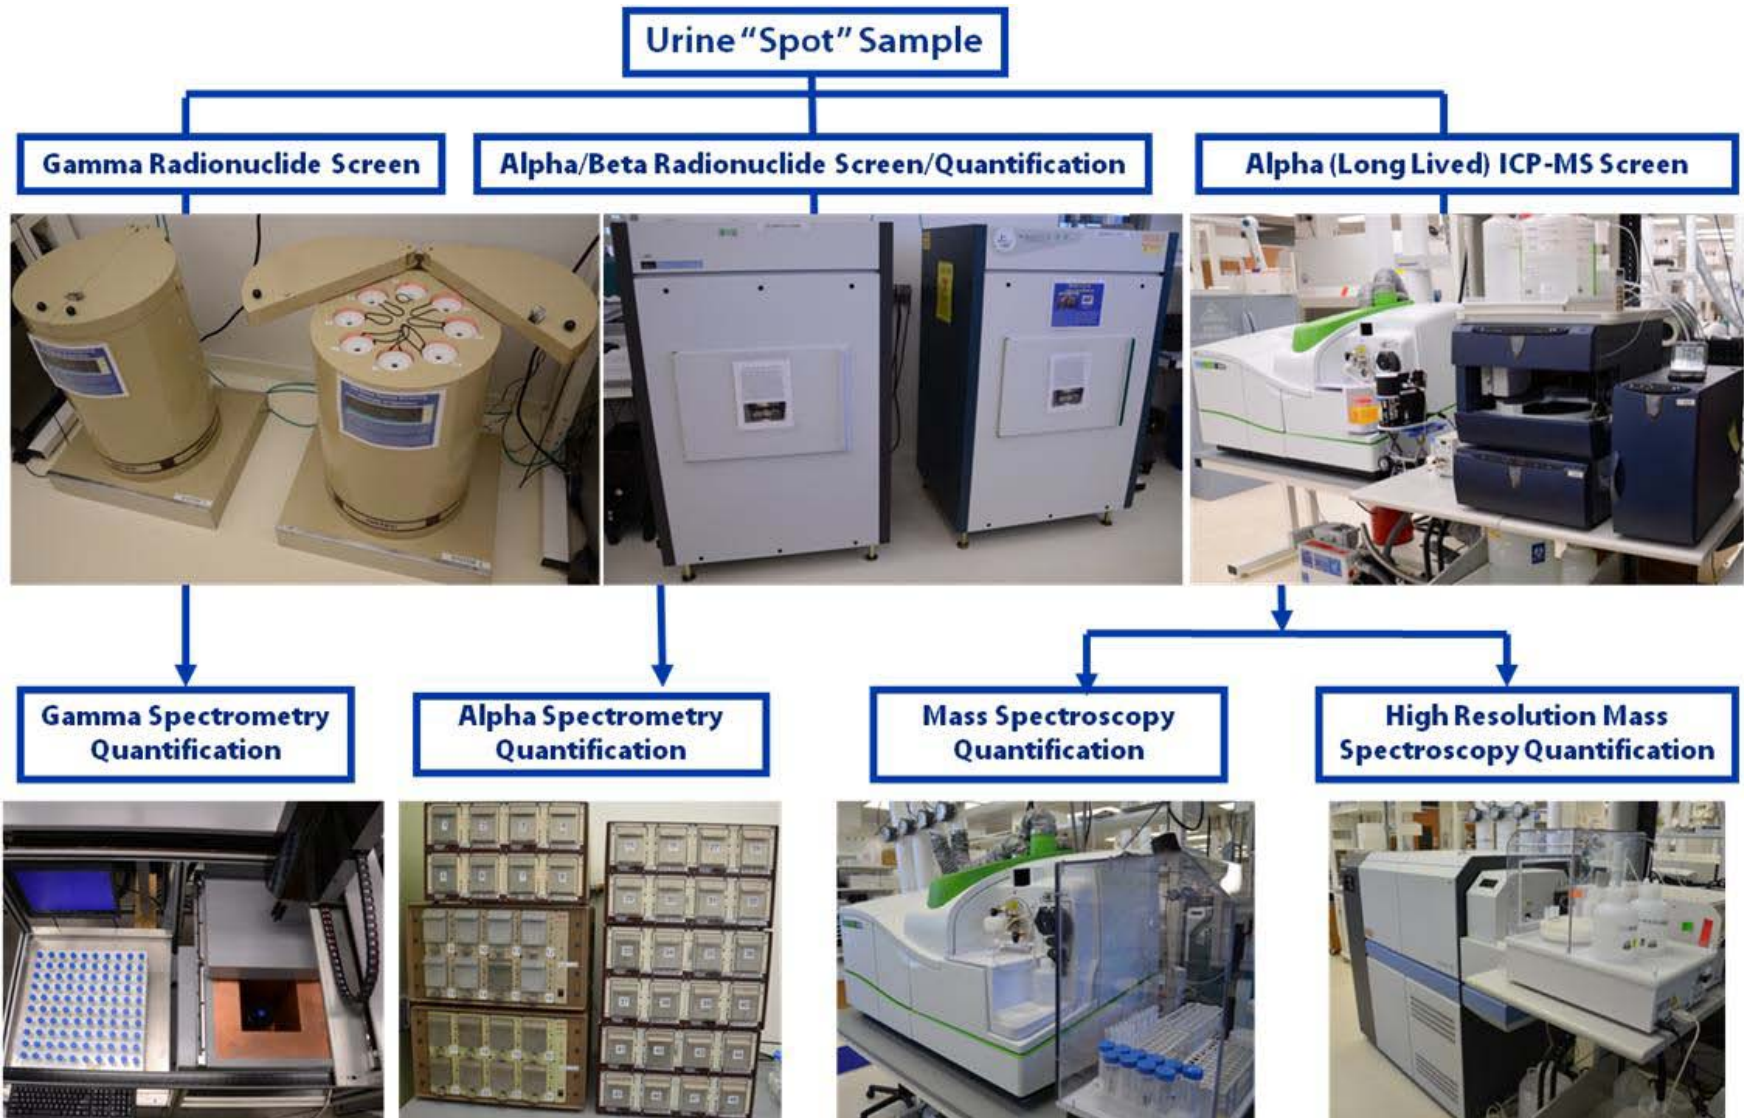 Urine “Spot” Sample
Gamma Radionuclide Screen
Alpha/Beta Radionuclide Screen/Quantification
Alpha (Long Lived) ICP-MS Screen
Gamma Spectrometry
Quantification
Alpha Spectrometry
Quantification
Mass Spectroscopy
Quantification
High Resolution Mass
Spectroscopy Quantification